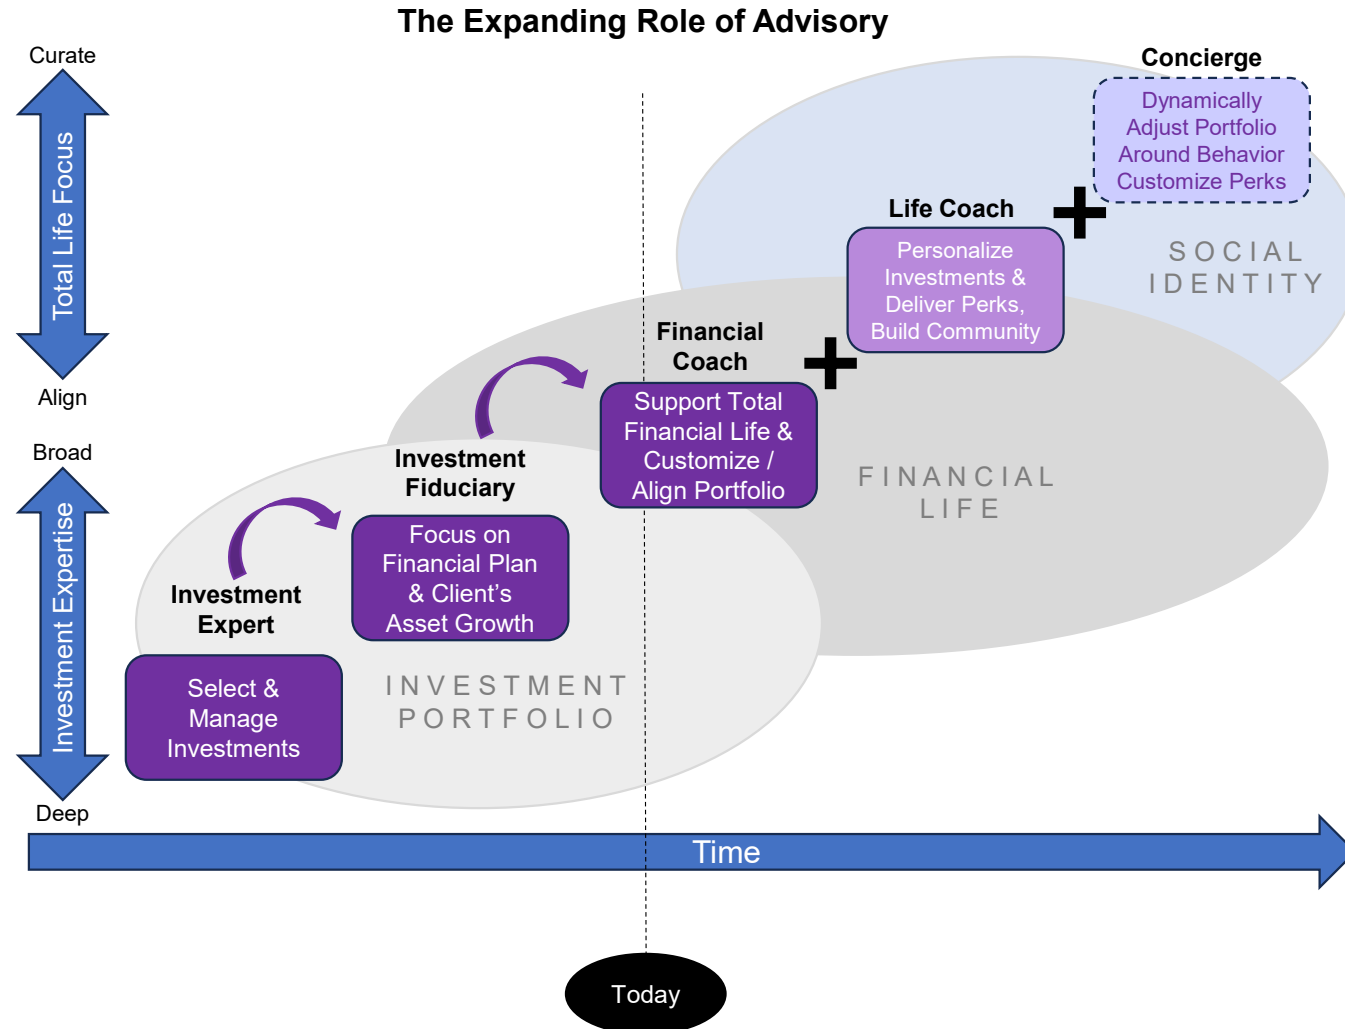 The Expanding Role of Advisory
Curate
Total Life Focus
Align
Broad
Investment Expertise
Deep
Concierge
Dynamically
Adjust Portfolio
Around Behavior
Customize Perks
Life Coach
Personalize
Investments &
Deliver Perks,
Build Community
SOCIAL
IDENTITY
Financial
Coach
Support Total
Financial Life &
Customize /
Align Portfolio
FINANCIAL
LIFE
Investment
Fiduciary
Focus on
Financial Plan
& Client's
Asset Growth
Investment
Expert
Select &
Manage
Investments
INVESTMENT
PORTFOLIO
Time
Today